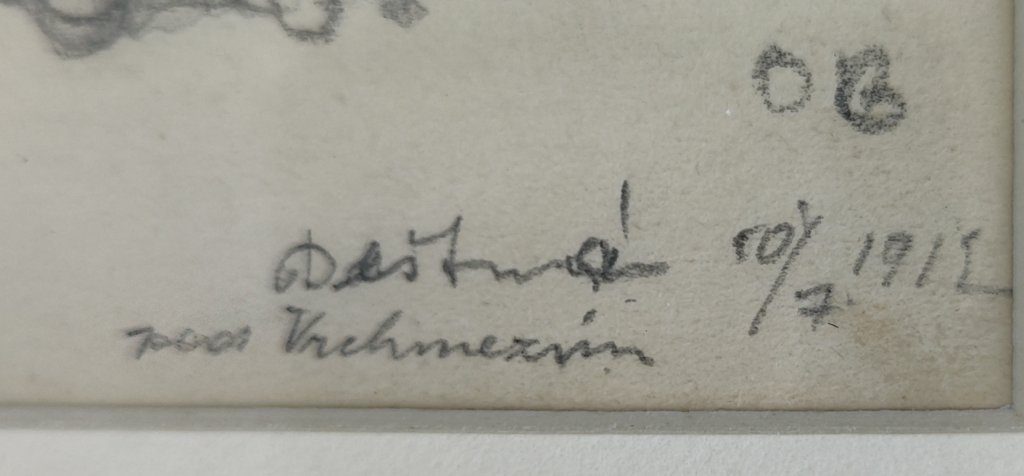 OB
Deštná 10/7 1912
pod Vrchmezím